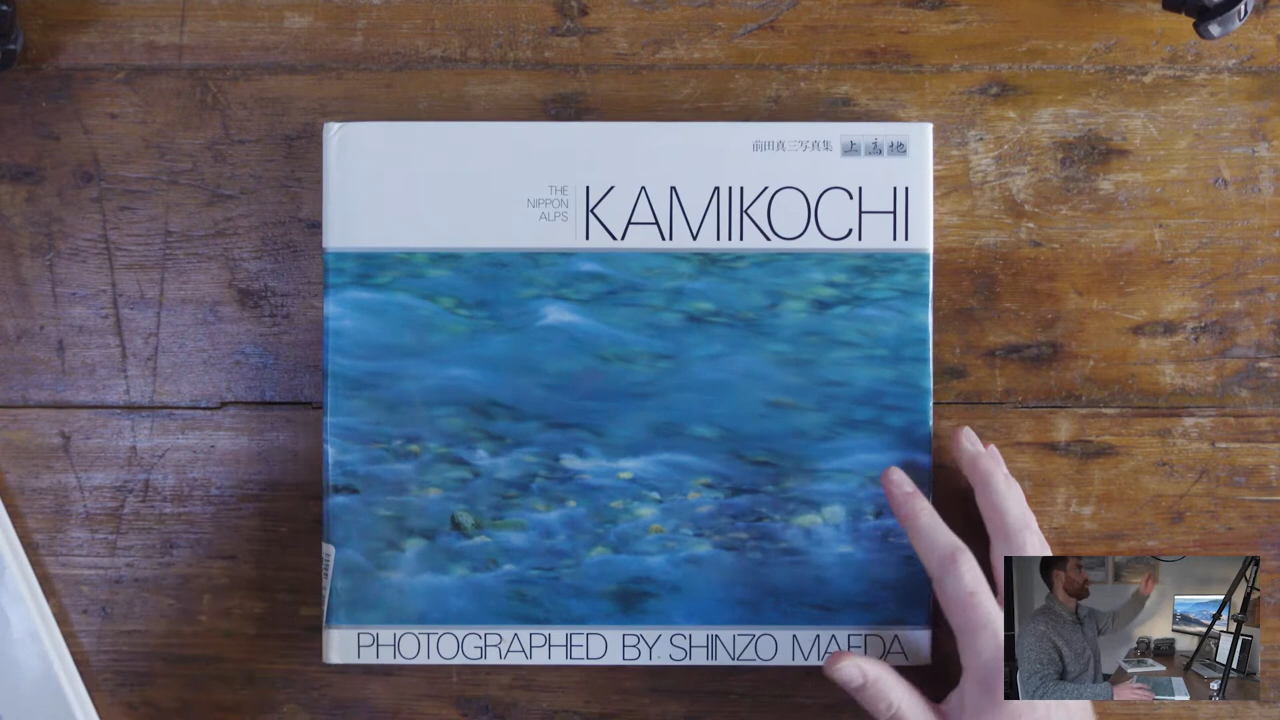 前田真三写真集 上高地
THE
NIPPON
ALPS
KAMIKOCHI
PHOTOGRAPHED BY SHINZO MAEDA